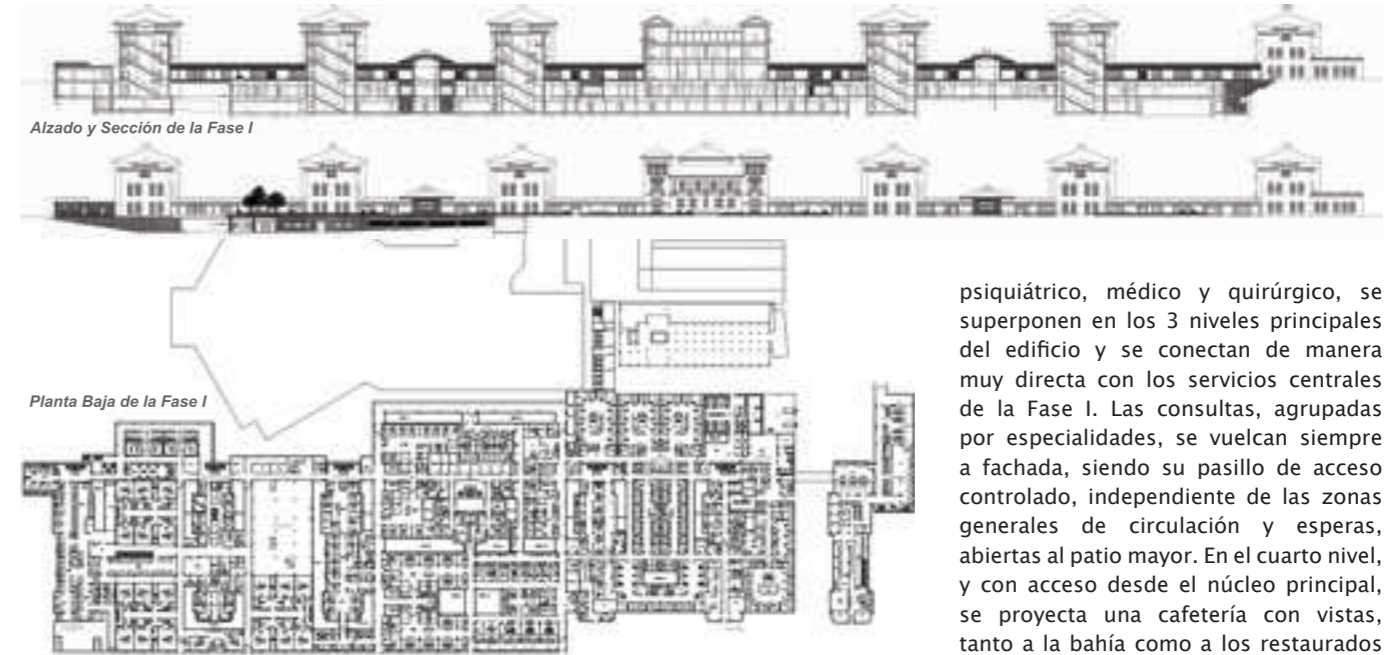 Alzado y Sección de la Fase I
Planta Baja de la Fase I
psiquiátrico, médico y quirúrgico, se
superponen en los 3 niveles principales
del edificio y se conectan de manera
muy directa con los servicios centrales
de la Fase I. Las consultas, agrupadas
por especialidades, se vuelcan siempre
a fachada, siendo su pasillo de acceso
controlado, independiente de las zonas
generales de circulación y esperas,
abiertas al patio mayor. En el cuarto nivel,
y con acceso desde el núcleo principal,
se proyecta una cafetería con vistas,
tanto a la bahía como a los restaurados